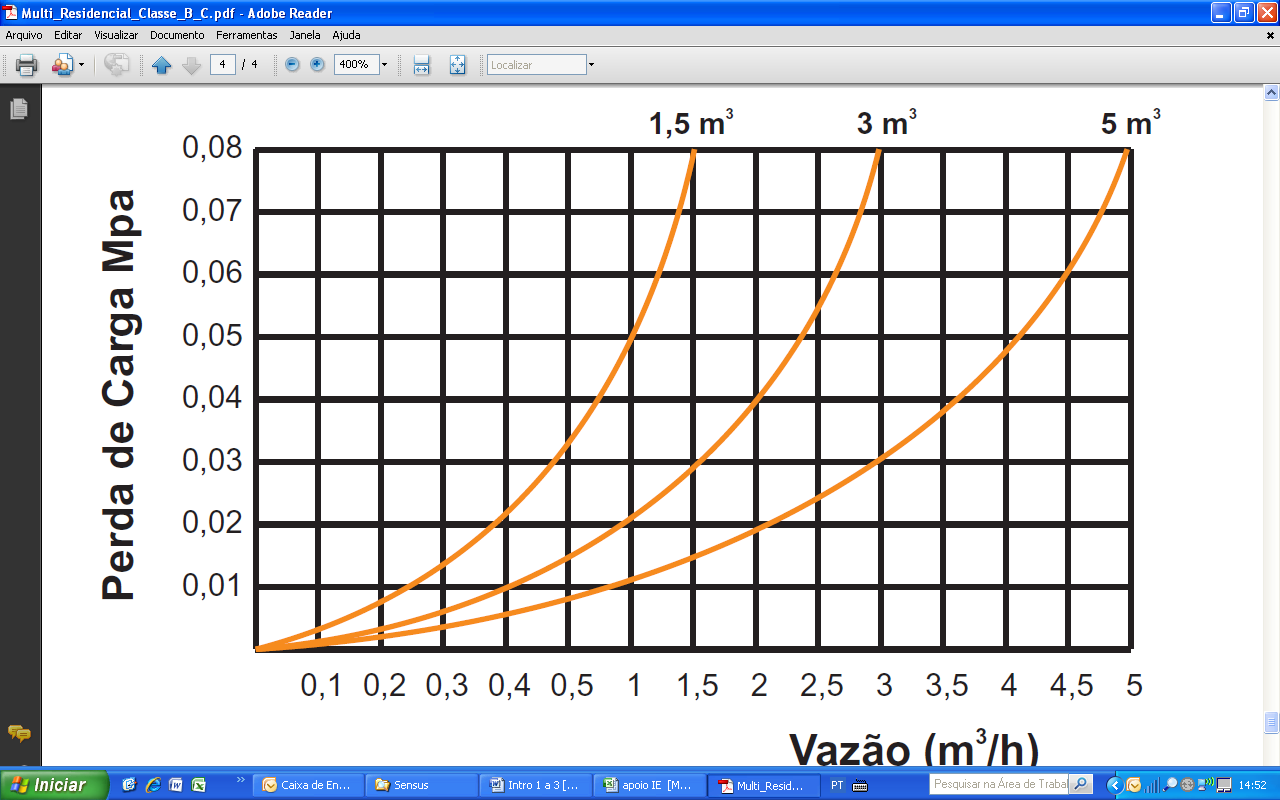 Multi_Residencial_Classe_B_C.pdf - Adobe Reader
Arquivo Editar Visualizar Documento Ferramentas Janela Ajuda
4 / 4 400% Localizar
1,5 m³ 3 m³ 5 m³
0,08
0,07
0,06
0,05
0,04
0,03
0,02
0,01
Perda de Carga Mpa
0,1 0,2 0,3 0,4 0,5 1 1,5 2 2,5 3 3,5 4 4,5 5
Vazão (m³/h)
Iniciar » Caixa de En... Sensus Intro 1 a 3 [... apoio IE [M... Multi_Resid... PT Pesquisar na Área de Trabal 14:52